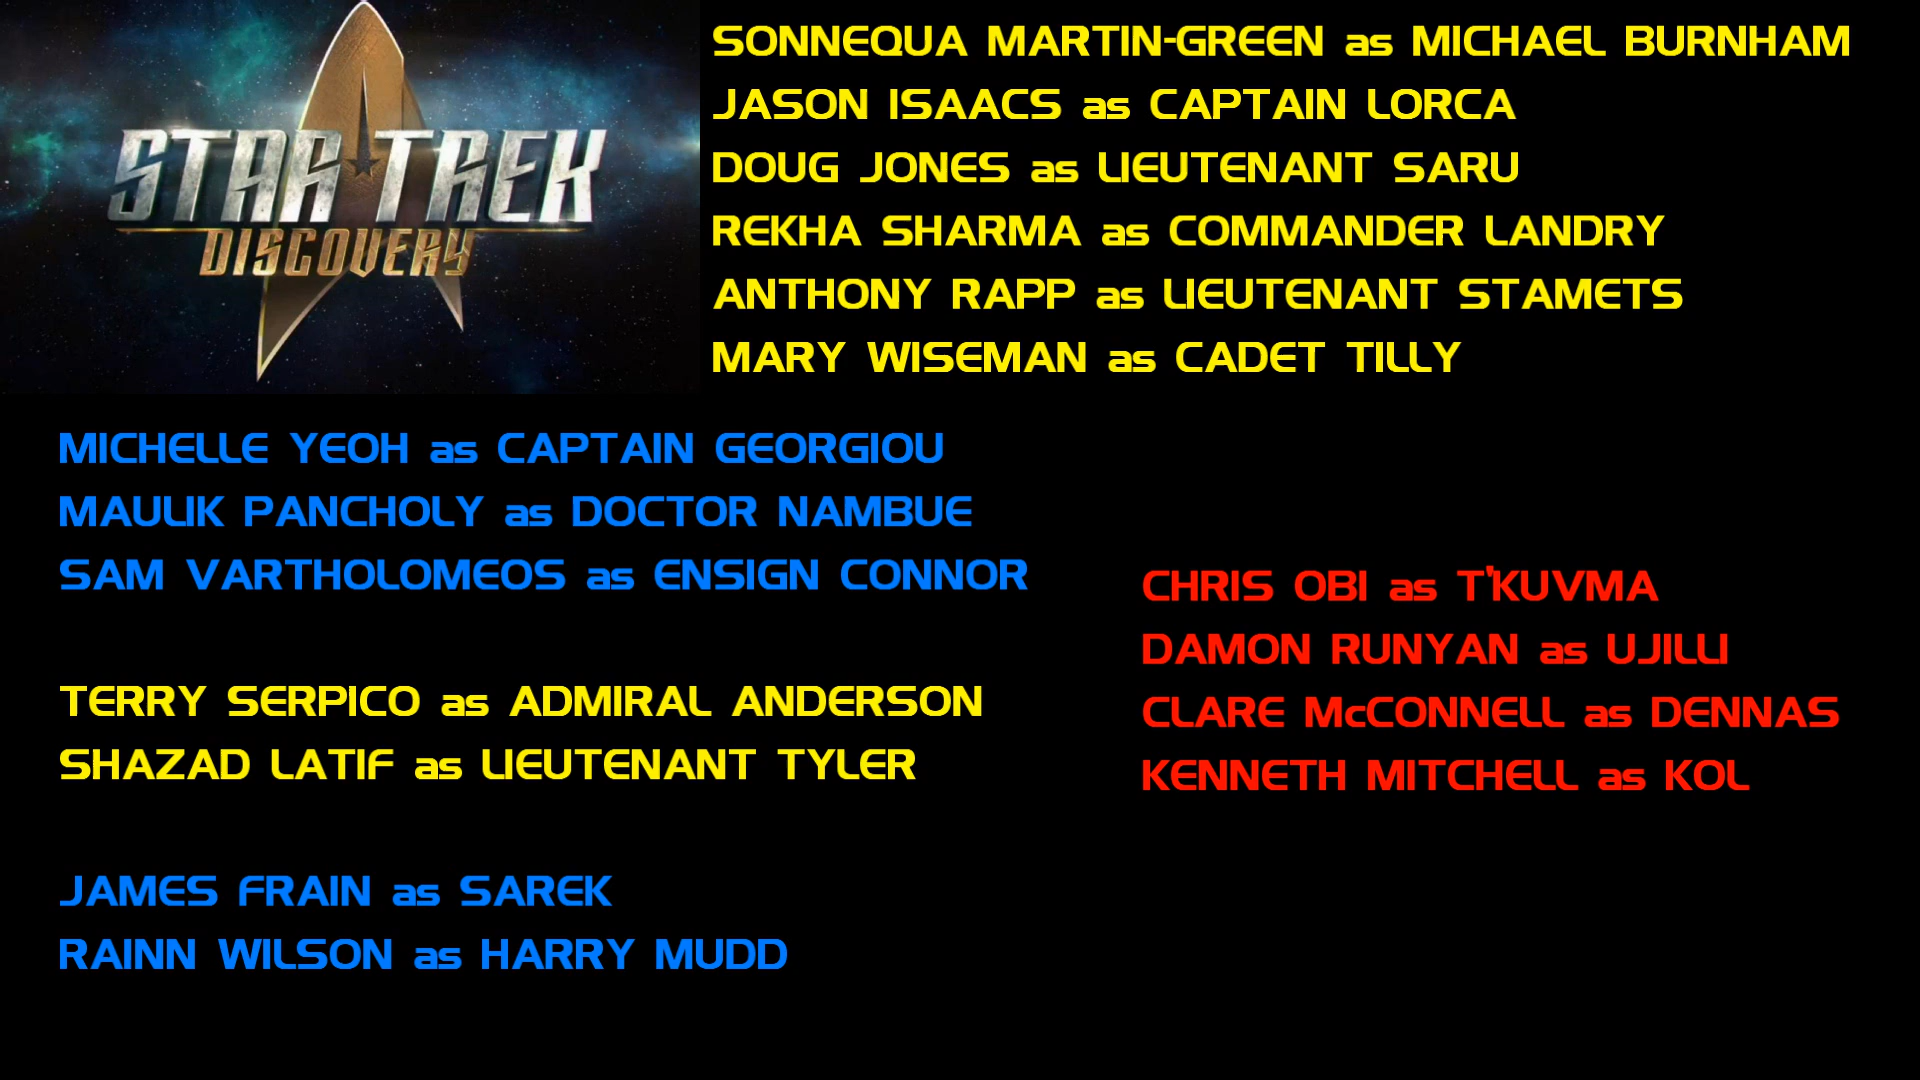 STAR TREK
DISCOVERY
SONNEQUA MARTIN-GREEN as MICHAEL BURNHAM
JASON ISAACS as CAPTAIN LORCA
DOUG JONES as LIEUTENANT SARU
REKHA SHARMA as COMMANDER LANDRY
ANTHONY RAPP as LIEUTENANT STAMETS
MARY WISEMAN as CADET TILLY
MICHELLE YEOH as CAPTAIN GEORGIOU
MAULIK PANCHOLY as DOCTOR NAMBUE
SAM VARTHOLOMEOS as ENSIGN CONNOR
TERRY SERPICO as ADMIRAL ANDERSON
SHAZAD LATIF as LIEUTENANT TYLER
JAMES FRAIN as SAREK
RAINN WILSON as HARRY MUDD
CHRIS OBI as T'KUVMA
DAMON RUNYAN as UJILLI
CLARE McCONNELL as DENNAS
KENNETH MITCHELL as KOL